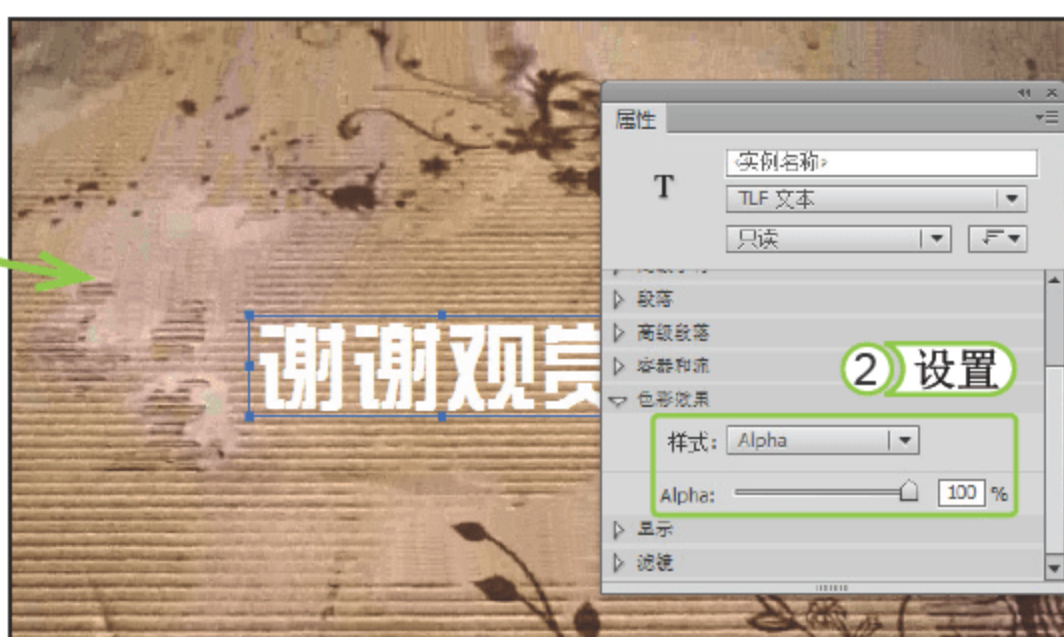 属性
<实例名称>
T
TLF 文本
只读
段落
高级段落
容器和流
② 设置
谢谢观赏
色彩效果
样式: Alpha
Alpha: 100 %
显示
滤镜